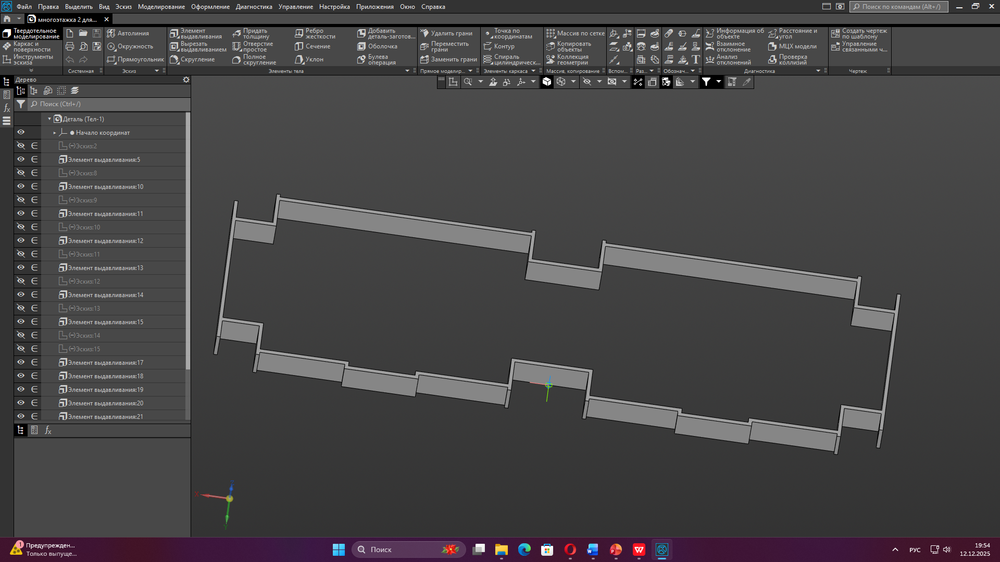 Файл Правка Выделить Вид Эскиз Моделирование Оформление Диагностика Управление Настройка Приложения Окно Справка
Поиск по командам (Alt+/)
многоэтажка 2 для...
Твердотельное моделирование
Каркас и поверхности
Инструменты эскиза
Системная
Автолиния
Окружность
Прямоугольник
Эскиз
Элемент выдавливания
Вырезать выдавливанием
Скругление
Придать толщину
Отверстие простое
Полное скругление
Ребро жесткости
Сечение
Уклон
Добавить деталь-заготов...
Оболочка
Булева операция
Элементы тела
Удалить грани
Переместить грани
Заменить грани
Прямое моделир...
Точка по координатам
Контур
Спираль цилиндрическ...
Элементы каркаса
Массив по сетке
Копировать объекты
Коллекция геометрии
Массив, копирование
Вспом...
Раз...
Обознач...
Информация об объекте
Взаимное отклонение
Анализ отклонений
Расстояние и угол
МЦХ модели
Проверка коллизий
Диагностика
Создать чертеж по шаблону
Управление связанными ч...
Чертеж
Дерево
Поиск (Ctrl+/)
Деталь (Тел-1)
Начало координат
(-)Эскиз:2
Элемент выдавливания:5
(-)Эскиз:8
Элемент выдавливания:10
(-)Эскиз:9
Элемент выдавливания:11
(-)Эскиз:10
Элемент выдавливания:12
(-)Эскиз:11
Элемент выдавливания:13
(-)Эскиз:12
Элемент выдавливания:14
(-)Эскиз:13
Элемент выдавливания:15
(-)Эскиз:14
(-)Эскиз:15
Элемент выдавливания:17
Элемент выдавливания:18
Элемент выдавливания:19
Элемент выдавливания:20
Элемент выдавливания:21
Z
X
Y
1
Предупрежден...
Только выпуще...
Поиск
РУС
19:54
12.12.2025